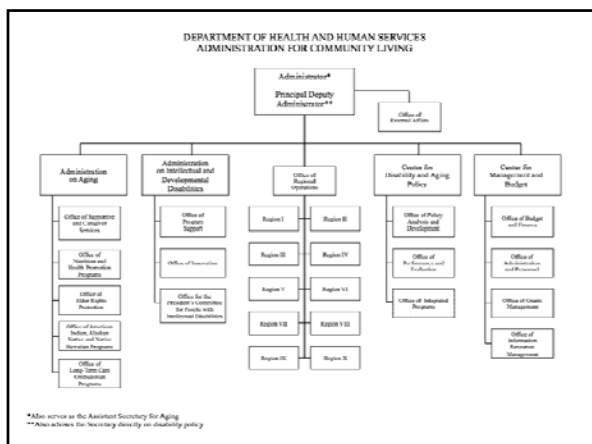 DEPARTMENT OF HEALTH AND HUMAN SERVICES
ADMINISTRATION FOR COMMUNITY LIVING
Administrator*
Principal Deputy
Administrator**
Office of
External Affairs
Administration
on Aging
Administration
on Intellectual and
Developmental
Disabilities
Office of
Regional
Operations
Center for
Disability and Aging
Policy
Center for
Management and
Budget
Office of Supportive
and Caregiver
Services
Office of
Nutrition and
Health Promotion
Programs
Office of
Elder Rights
Protection
Office of American
Indian, Alaskan
Native and Native
Hawaiian Programs
Office of
Long-Term Care
Ombudsman
Programs
Office of
Program
Support
Office of Innovation
Office for the
President's Committee
for People with
Intellectual Disabilities
Region I
Region II
Region III
Region IV
Region V
Region VI
Region VII
Region VIII
Region IX
Region X
Office of Policy
Analysis and
Development
Office of
Performance and
Evaluation
Office of Integrated
Programs
Office of Budget
and Finance
Office of
Administration
and Personnel
Office of Grants
Management
Office of
Information
Resources
Management
*Also serves as the Assistant Secretary for Aging
**Also advises the Secretary directly on disability policy